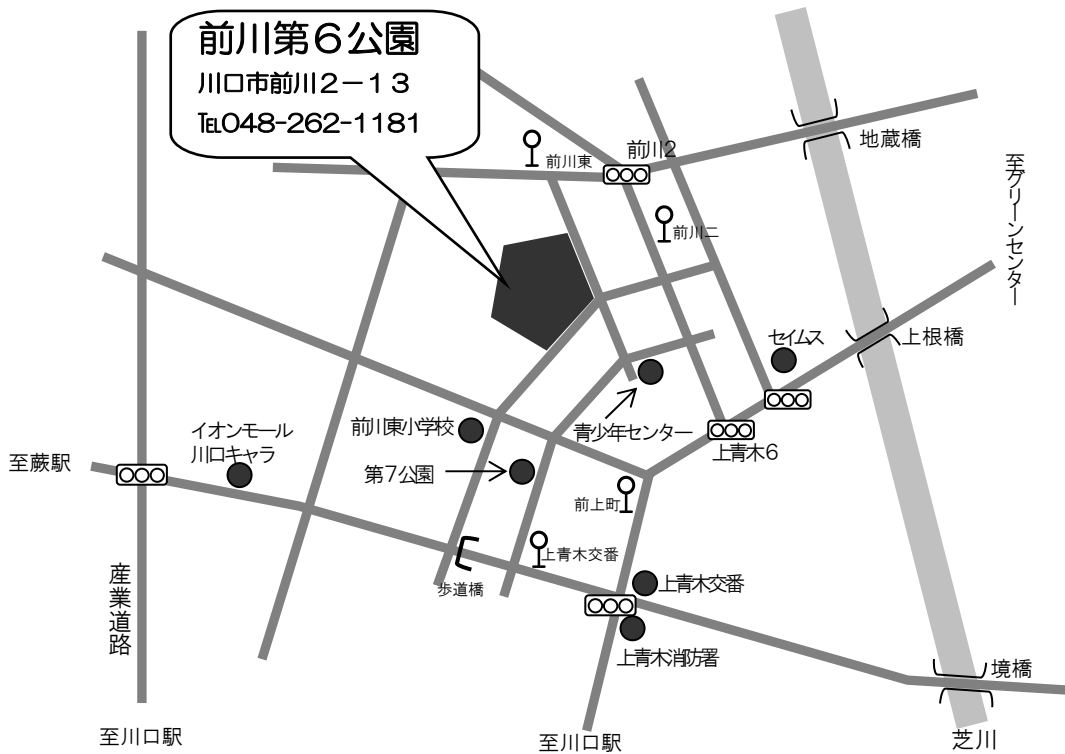 前川第6公園
川口市前川2-13
℡048-262-1181
前川東
前川2
地蔵橋
至グリーンセンター
前川二
セイムス
上根橋
イオンモール
川口キャラ
前川東小学校
青少年センター
上青木6
至蕨駅
第7公園
前上町
上青木交番
歩道橋
上青木交番
産業道路
上青木消防署
境橋
至川口駅
至川口駅
芝川